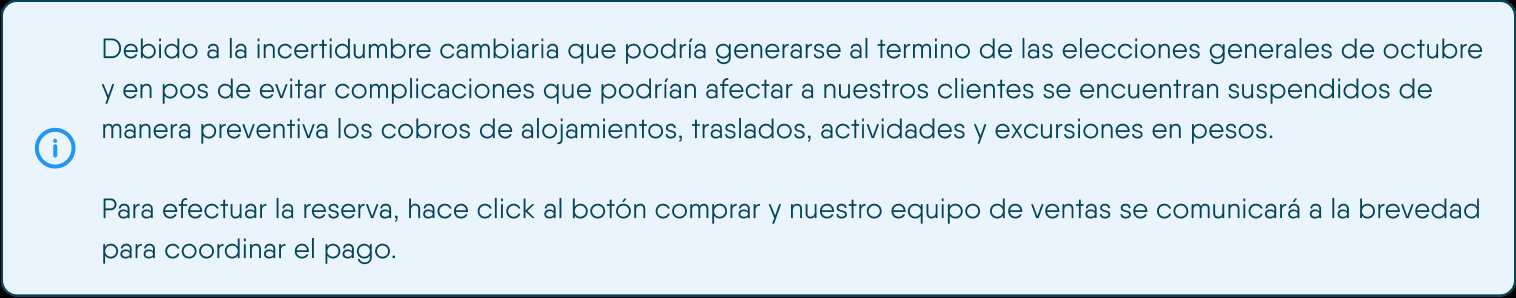 Debido a la incertidumbre cambiaria que podría generarse al termino de las elecciones generales de octubre
y en pos de evitar complicaciones que podrían afectar a nuestros clientes se encuentran suspendidos de
manera preventiva los cobros de alojamientos, traslados, actividades y excursiones en pesos.
Para efectuar la reserva, hace click al botón comprar y nuestro equipo de ventas se comunicará a la brevedad
para coordinar el pago.